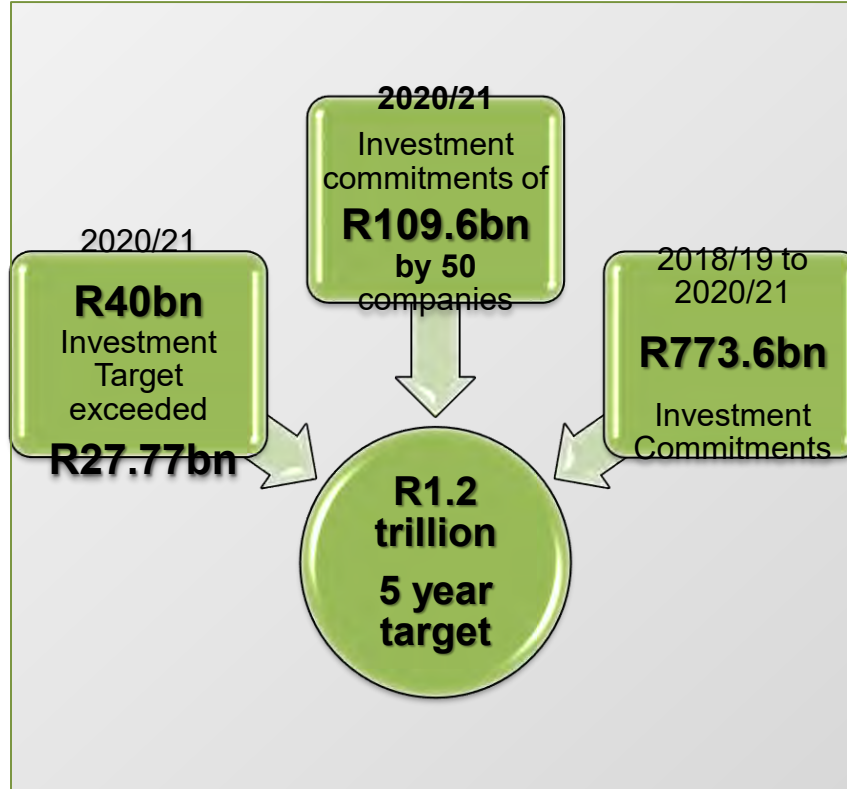 2020/21
R40bn
Investment
Target
exceeded
R27.77bn
2020/21
Investment
commitments of
R109.6bn
by 50
companies
2018/19 to
2020/21
R773.6bn
Investment
Commitments
R1.2
trillion
5 year
target